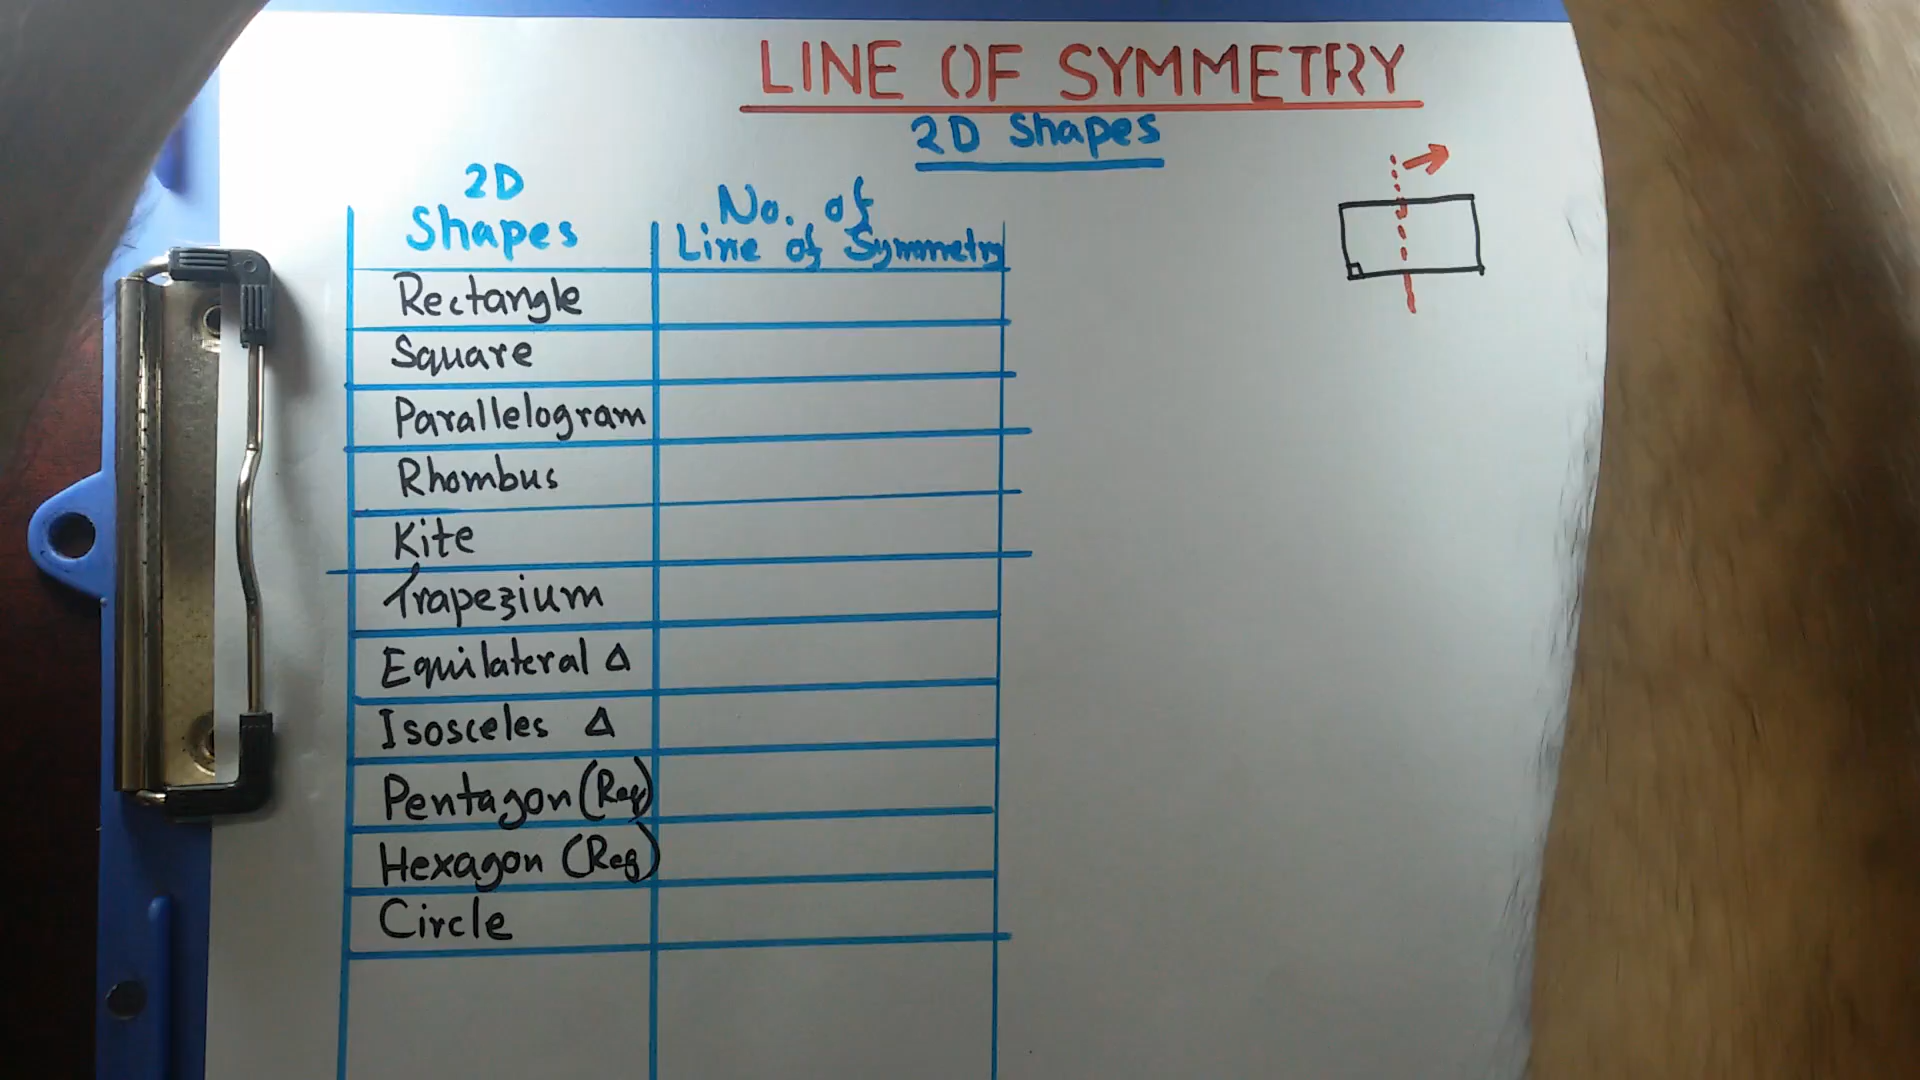 LINE OF SYMMETRY
2D Shapes
2D
Shapes
No. of
Line of Symmetry
Rectangle
Square
Parallelogram
Rhombus
Kite
Trapezium
Equilateral Δ
Isosceles Δ
Pentagon (Reg)
Hexagon (Reg)
Circle